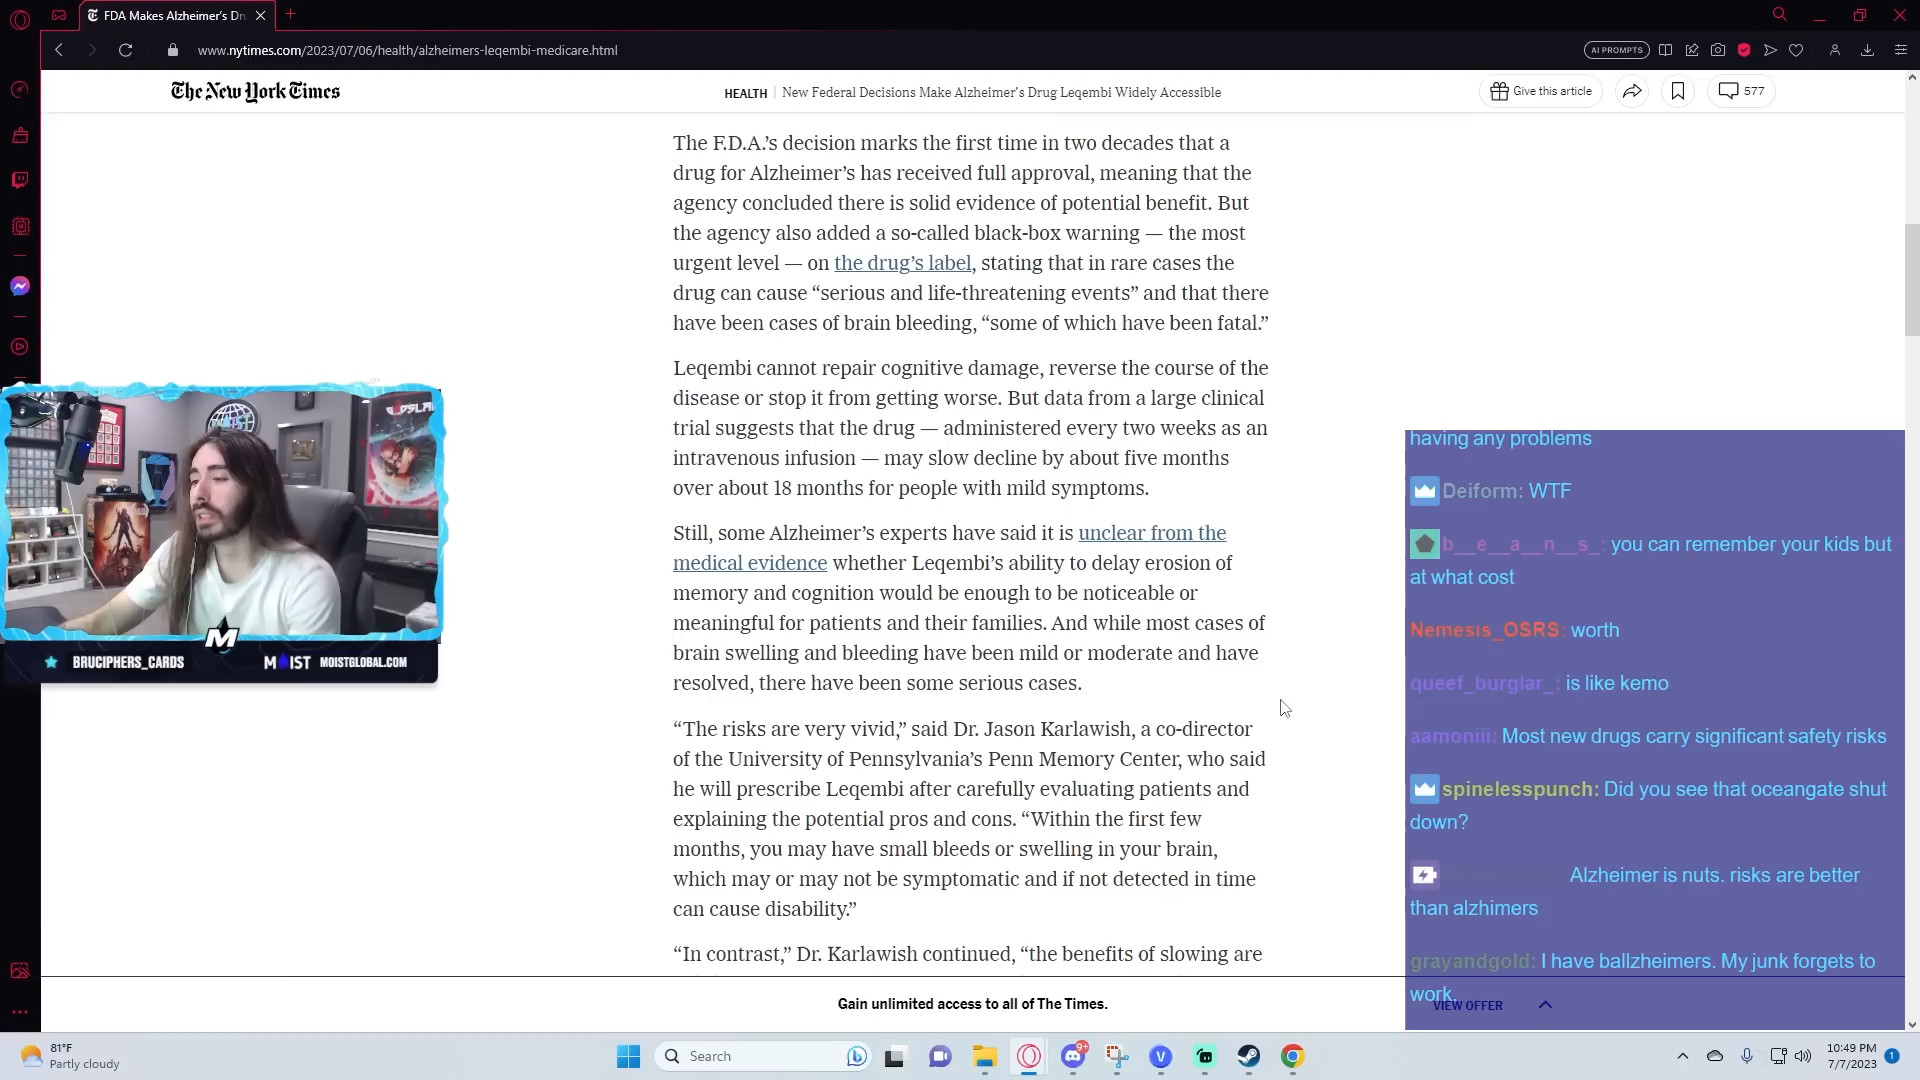 FDA Makes Alzheimer's Dr
www.nytimes.com/2023/07/06/health/alzheimers-leqembi-medicare.html
AI PROMPTS
The New York Times
HEALTH | New Federal Decisions Make Alzheimer's Drug Leqembi Widely Accessible
Give this article
577
The F.D.A.'s decision marks the first time in two decades that a
drug for Alzheimer's has received full approval, meaning that the
agency concluded there is solid evidence of potential benefit. But
the agency also added a so-called black-box warning — the most
urgent level — on the drug's label, stating that in rare cases the
drug can cause “serious and life-threatening events” and that there
have been cases of brain bleeding, “some of which have been fatal.”
Leqembi cannot repair cognitive damage, reverse the course of the
disease or stop it from getting worse. But data from a large clinical
trial suggests that the drug — administered every two weeks as an
intravenous infusion — may slow decline by about five months
over about 18 months for people with mild symptoms.
Still, some Alzheimer's experts have said it is unclear from the
medical evidence whether Leqembi's ability to delay erosion of
memory and cognition would be enough to be noticeable or
meaningful for patients and their families. And while most cases of
brain swelling and bleeding have been mild or moderate and have
resolved, there have been some serious cases.
“The risks are very vivid,” said Dr. Jason Karlawish, a co-director
of the University of Pennsylvania's Penn Memory Center, who said
he will prescribe Leqembi after carefully evaluating patients and
explaining the potential pros and cons. “Within the first few
months, you may have small bleeds or swelling in your brain,
which may or may not be symptomatic and if not detected in time
can cause disability.”
“In contrast,” Dr. Karlawish continued, “the benefits of slowing are
Gain unlimited access to all of The Times.
VIEW OFFER
M
BRUCIPHERS_CARDS
MOIST
MOISTGLOBAL.COM
having any problems
Deiform: WTF
b__e__a__n__s_: you can remember your kids but
at what cost
Nemesis_OSRS: worth
queef_burglar_: is like kemo
aamoniii: Most new drugs carry significant safety risks
spinelesspunch: Did you see that oceangate shut
down?
Alzheimer is nuts. risks are better
than alzhimers
grayandgold: I have ballzheimers. My junk forgets to
work.
81°F
Partly cloudy
Search
9+
10:49 PM
7/7/2023
1